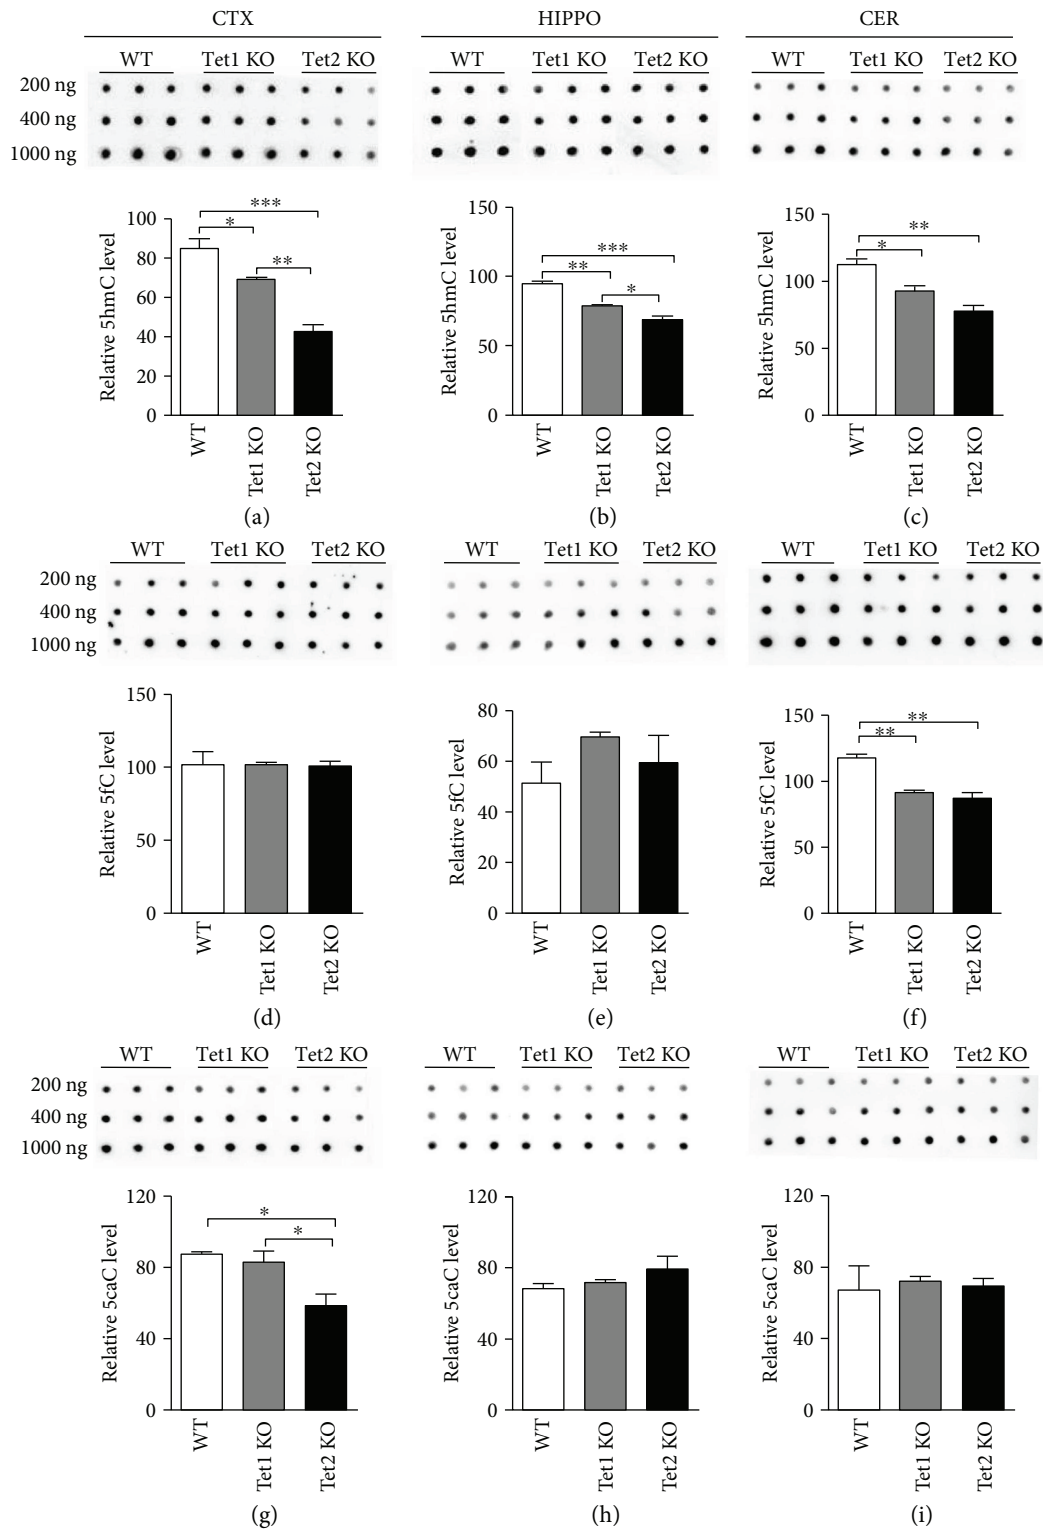 CTX HIPPO CER
WT Tet1 KO Tet2 KO WT Tet1 KO Tet2 KO WT Tet1 KO Tet2 KO
200 ng
400 ng
1000 ng
Relative 5hmC level
100
80
60
40
20
0
***
*
**
WT
Tet1 KO
Tet2 KO
(a)
Relative 5hmC level
150
100
50
0
***
**
*
WT
Tet1 KO
Tet2 KO
(b)
Relative 5hmC level
150
100
50
0
**
*
WT
Tet1 KO
Tet2 KO
(c)
WT Tet1 KO Tet2 KO WT Tet1 KO Tet2 KO WT Tet1 KO Tet2 KO
200 ng
400 ng
1000 ng
Relative 5fC level
150
100
50
0
WT
Tet1 KO
Tet2 KO
(d)
Relative 5fC level
80
60
40
20
0
WT
Tet1 KO
Tet2 KO
(e)
Relative 5fC level
150
100
50
0
**
**
WT
Tet1 KO
Tet2 KO
(f)
WT Tet1 KO Tet2 KO WT Tet1 KO Tet2 KO WT Tet1 KO Tet2 KO
200 ng
400 ng
1000 ng
Relative 5caC level
120
80
40
0
*
*
WT
Tet1 KO
Tet2 KO
(g)
Relative 5caC level
120
80
40
0
WT
Tet1 KO
Tet2 KO
(h)
Relative 5caC level
120
80
40
0
WT
Tet1 KO
Tet2 KO
(i)